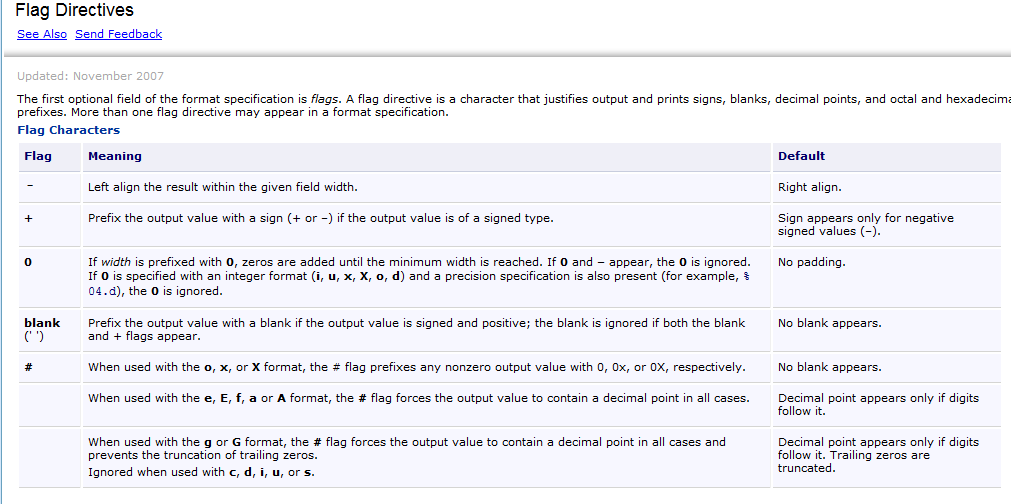 Flag Directives
See Also Send Feedback
Updated: November 2007
The first optional field of the format specification is flags. A flag directive is a character that justifies output and prints signs, blanks, decimal points, and octal and hexadecima
prefixes. More than one flag directive may appear in a format specification.
Flag Characters
Flag Meaning Default
– Left align the result within the given field width. Right align.
+ Prefix the output value with a sign (+ or –) if the output value is of a signed type. Sign appears only for negative
signed values (–).
0 If width is prefixed with 0, zeros are added until the minimum width is reached. If 0 and – appear, the 0 is ignored. No padding.
If 0 is specified with an integer format (i, u, x, X, o, d) and a precision specification is also present (for example, %
04.d), the 0 is ignored.
blank Prefix the output value with a blank if the output value is signed and positive; the blank is ignored if both the blank No blank appears.
(' ') and + flags appear.
# When used with the o, x, or X format, the # flag prefixes any nonzero output value with 0, 0x, or 0X, respectively. No blank appears.
When used with the e, E, f, a or A format, the # flag forces the output value to contain a decimal point in all cases. Decimal point appears only if digits
follow it.
When used with the g or G format, the # flag forces the output value to contain a decimal point in all cases and Decimal point appears only if digits
prevents the truncation of trailing zeros. follow it. Trailing zeros are
Ignored when used with c, d, i, u, or s. truncated.